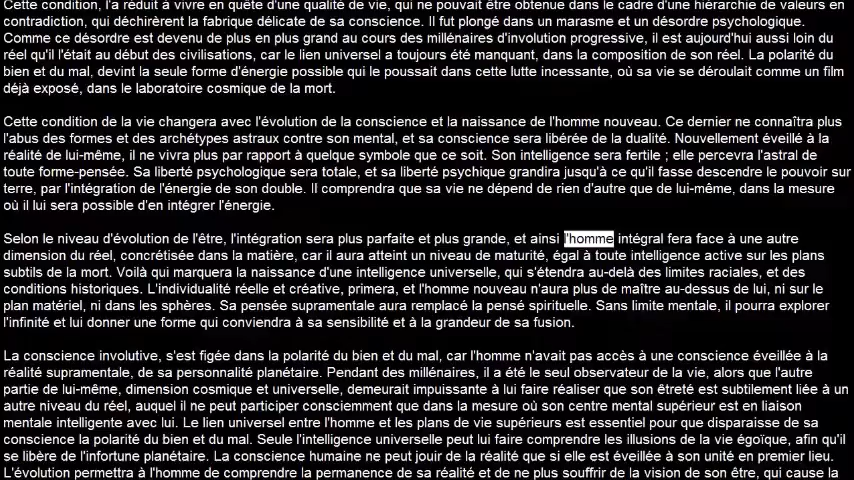 Cette condition, l'a réduit à vivre en quête d'une qualité de vie, qui ne pouvait être obtenue dans le cadre d'une hiérarchie de valeurs en
contradiction, qui déchirèrent la fabrique délicate de sa conscience. Il fut plongé dans un marasme et un désordre psychologique.
Comme ce désordre est devenu de plus en plus grand au cours des millénaires d'involution progressive, il est aujourd'hui aussi loin du
réel qu'il l'était au début des civilisations, car le lien universel a toujours été manquant, dans la composition de son réel. La polarité du
bien et du mal, devint la seule forme d'énergie possible qui le poussait dans cette lutte incessante, où sa vie se déroulait comme un film
déjà exposé, dans le laboratoire cosmique de la mort.
Cette condition de la vie changera avec l'évolution de la conscience et la naissance de l'homme nouveau. Ce dernier ne connaîtra plus
l'abus des formes et des archétypes astraux contre son mental, et sa conscience sera libérée de la dualité. Nouvellement éveillé à la
réalité de lui-même, il ne vivra plus par rapport à quelque symbole que ce soit. Son intelligence sera fertile ; elle percevra l'astral de
toute forme-pensée. Sa liberté psychologique sera totale, et sa liberté psychique grandira jusqu'à ce qu'il fasse descendre le pouvoir sur
terre, par l'intégration de l'énergie de son double. Il comprendra que sa vie ne dépend de rien d'autre que de lui-même, dans la mesure
où il lui sera possible d'en intégrer l'énergie.
Selon le niveau d'évolution de l'être, l'intégration sera plus parfaite et plus grande, et ainsi l'homme intégral fera face à une autre
dimension du réel, concrétisée dans la matière, car il aura atteint un niveau de maturité, égal à toute intelligence active sur les plans
subtils de la mort. Voilà qui marquera la naissance d'une intelligence universelle, qui s'étendra au-delà des limites raciales, et des
conditions historiques. L'individualité réelle et créative, primera, et l'homme nouveau n'aura plus de maître au-dessus de lui, ni sur le
plan matériel, ni dans les sphères. Sa pensée supramentale aura remplacé la pensé spirituelle. Sans limite mentale, il pourra explorer
l'infinité et lui donner une forme qui conviendra à sa sensibilité et à la grandeur de sa fusion.
La conscience involutive, s'est figée dans la polarité du bien et du mal, car l'homme n'avait pas accès à une conscience éveillée à la
réalité supramentale, de sa personnalité planétaire. Pendant des millénaires, il a été le seul observateur de la vie, alors que l'autre
partie de lui-même, dimension cosmique et universelle, demeurait impuissante à lui faire réaliser que son êtreté est subtilement liée à un
autre niveau du réel, auquel il ne peut participer consciemment que dans la mesure où son centre mental supérieur est en liaison
mentale intelligente avec lui. Le lien universel entre l'homme et les plans de vie supérieurs est essentiel pour que disparaisse de sa
conscience la polarité du bien et du mal. Seule l'intelligence universelle peut lui faire comprendre les illusions de la vie égoïque, afin qu'il
se libère de l'infortune planétaire. La conscience humaine ne peut jouir de la réalité que si elle est éveillée à son unité en premier lieu.
L'évolution permettra à l'homme de comprendre la permanence de sa réalité et de ne plus souffrir de la vision de son être, qui cause la